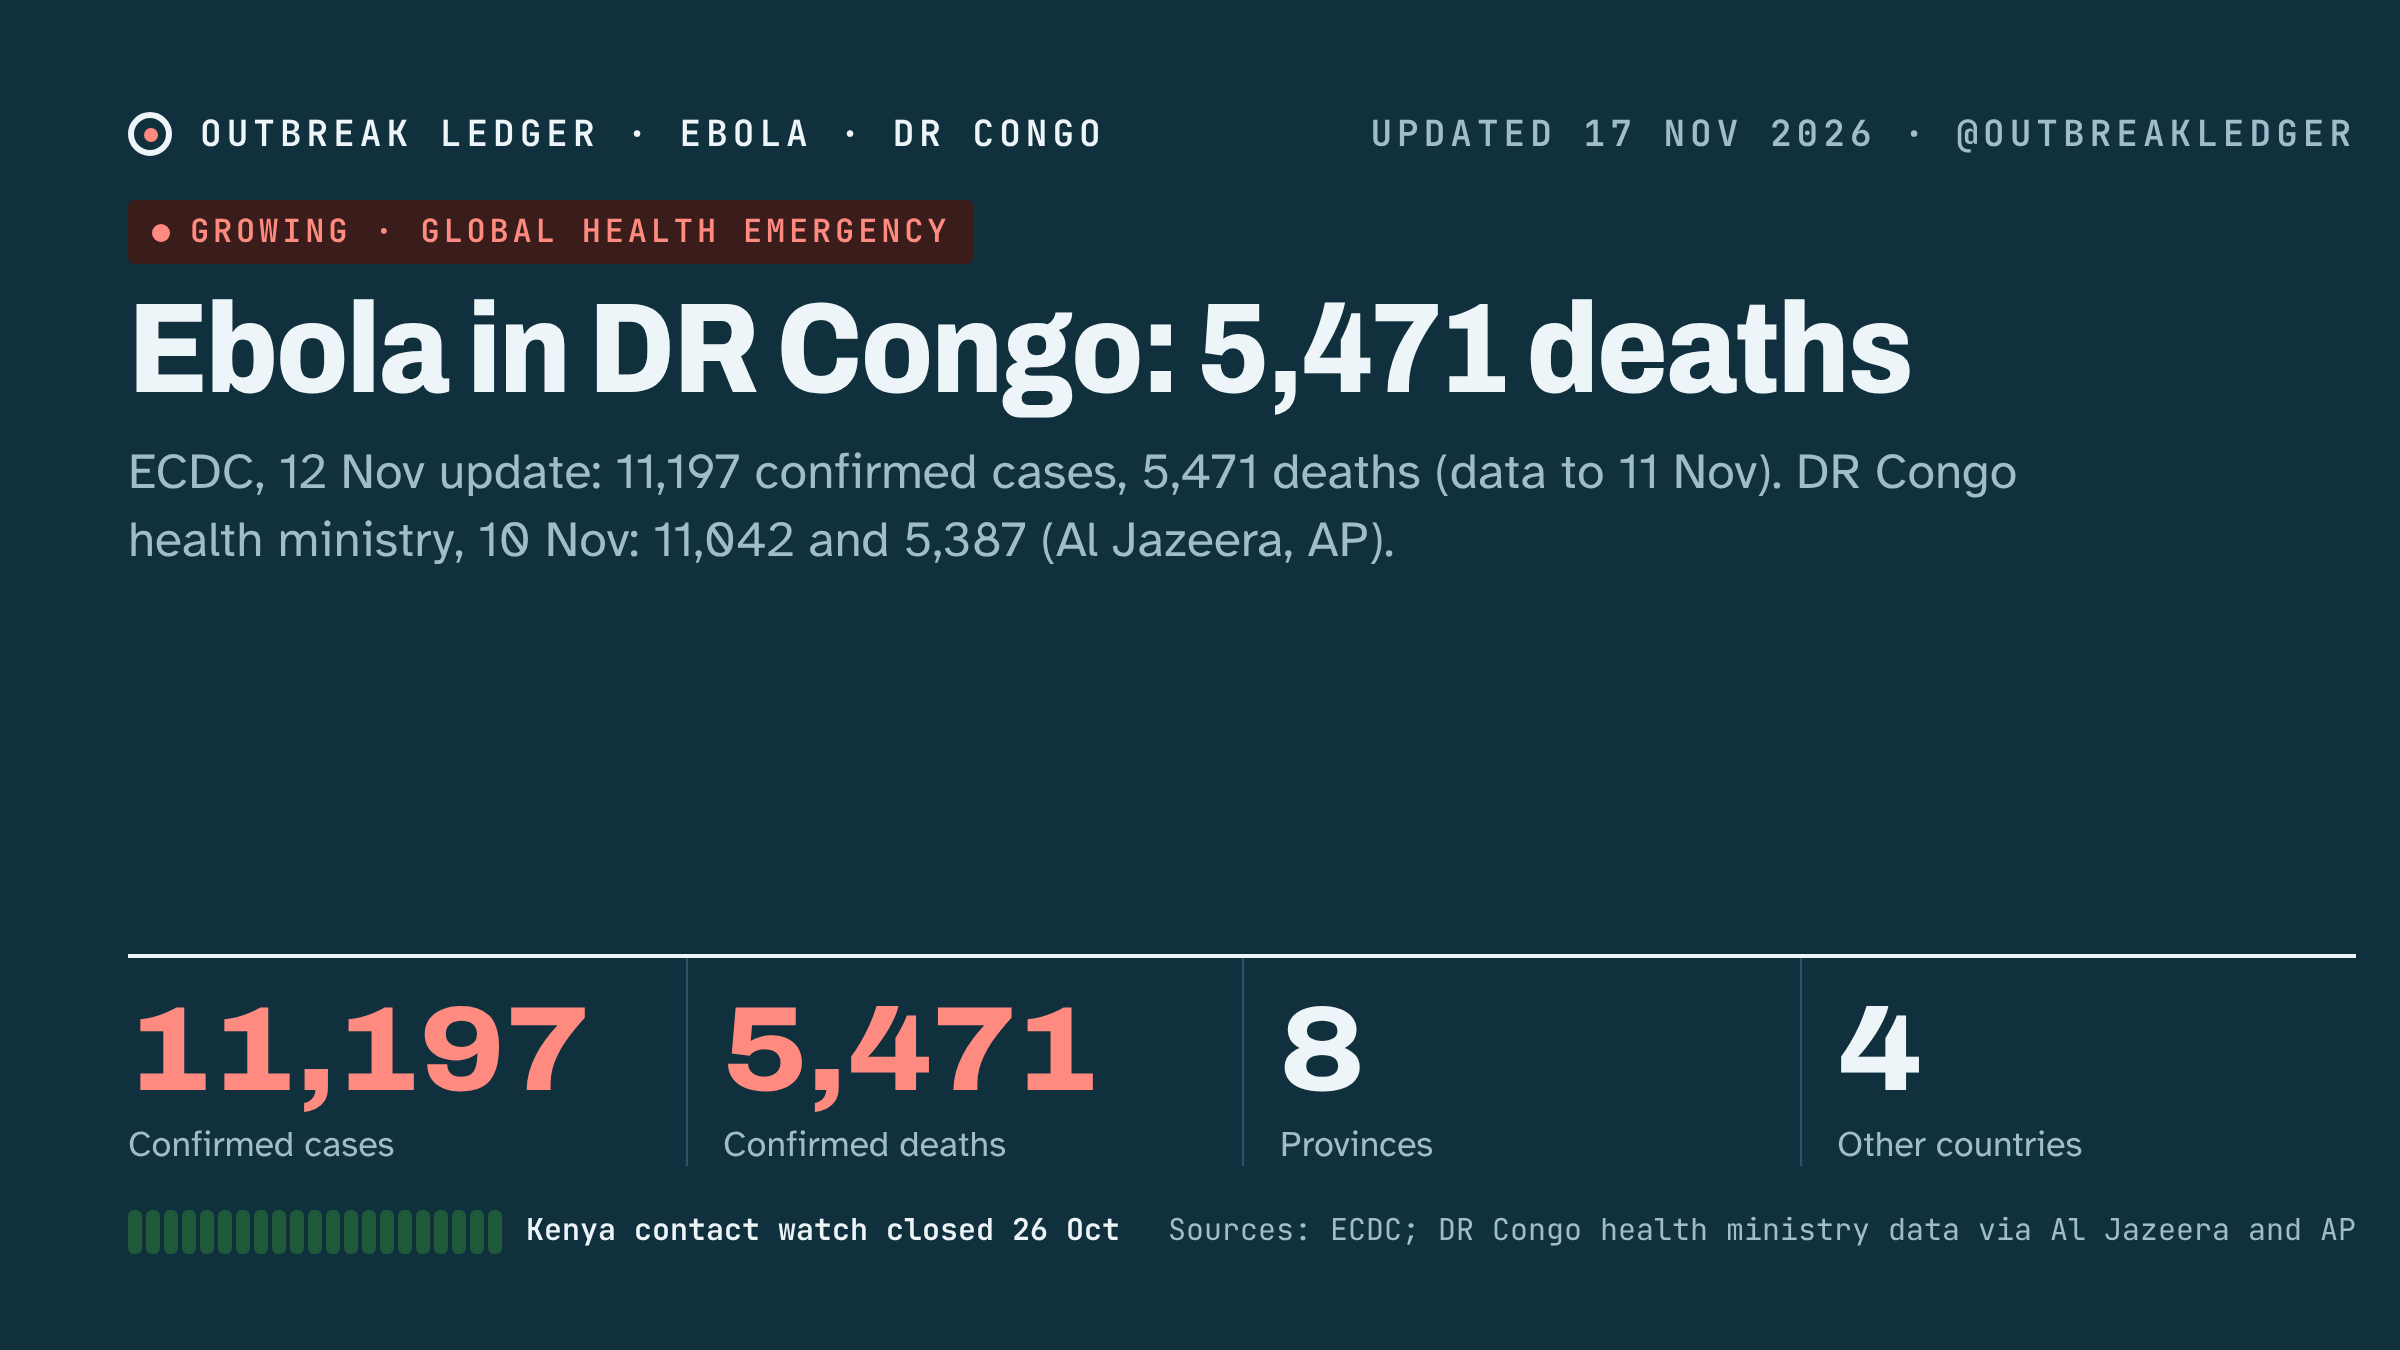 OUTBREAK LEDGER · EBOLA · DR CONGO
UPDATED 17 NOV 2026 · @OUTBREAKLEDGER
GROWING · GLOBAL HEALTH EMERGENCY
Ebola in DR Congo: 5,471 deaths
ECDC, 12 Nov update: 11,197 confirmed cases, 5,471 deaths (data to 11 Nov). DR Congo
health ministry, 10 Nov: 11,042 and 5,387 (Al Jazeera, AP).
11,197
Confirmed cases
5,471
Confirmed deaths
8
Provinces
4
Other countries
Kenya contact watch closed 26 Oct
Sources: ECDC; DR Congo health ministry data via Al Jazeera and AP